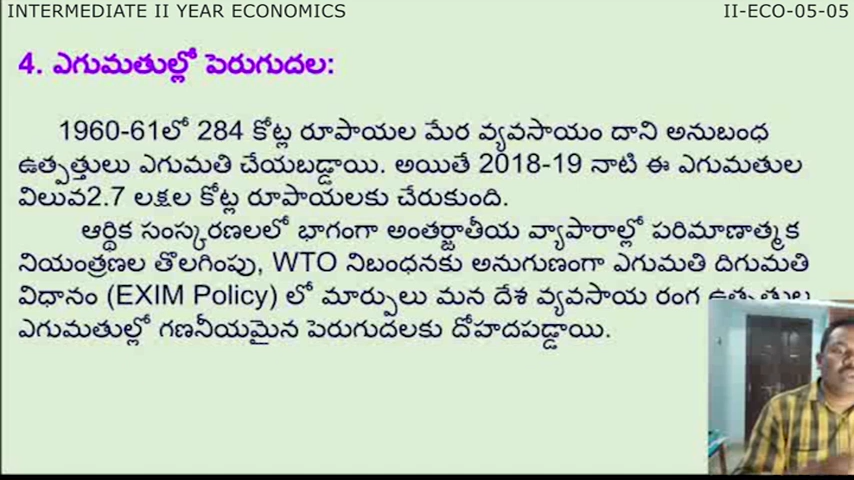 INTERMEDIATE II YEAR ECONOMICS
II-ECO-05-05
4. ఎగుమతుల్లో పెరుగుదల:
1960-61లో 284 కోట్ల రూపాయల మేర వ్యవసాయం దాని అనుబంధ
ఉత్పత్తులు ఎగుమతి చేయబడ్డాయి. అయితే 2018-19 నాటి ఈ ఎగుమతుల
విలువ2.7 లక్షల కోట్ల రూపాయలకు చేరుకుంది.
ఆర్థిక సంస్కరణలలో భాగంగా అంతర్జాతీయ వ్యాపారాల్లో పరిమాణాత్మక
నియంత్రణల తొలగింపు, WTO నిబంధనకు అనుగుణంగా ఎగుమతి దిగుమతి
విధానం (EXIM Policy) లో మార్పులు మన దేశ వ్యవసాయ రంగ ఉత్పత్తుల
ఎగుమతుల్లో గణనీయమైన పెరుగుదలకు దోహదపడ్డాయి.